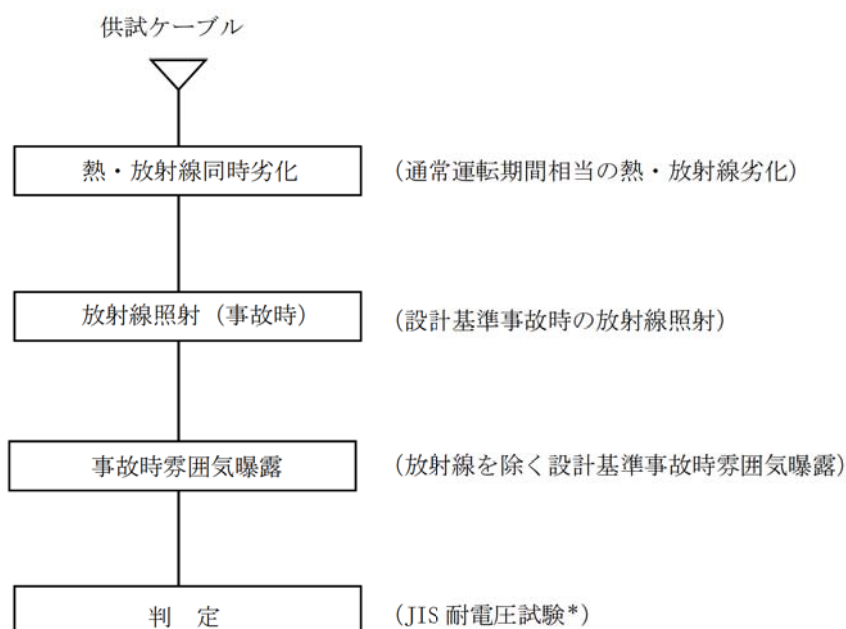 供試ケーブル
熱・放射線同時劣化 (通常運転期間相当の熱・放射線劣化)
放射線照射（事故時） (設計基準事故時の放射線照射)
事故時雰囲気曝露 (放射線を除く設計基準事故時雰囲気曝露)
判　定 (JIS 耐電圧試験*)